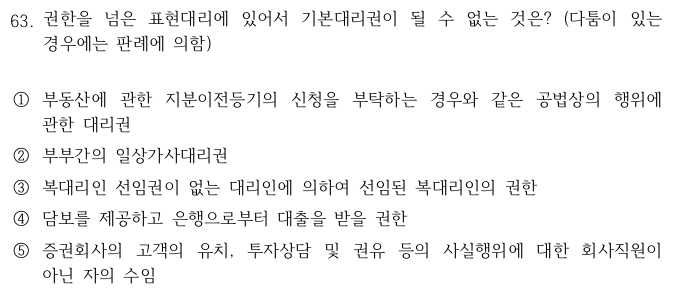 63. 권한을 넘은 표현대리에 있어서 기본대리권이 될 수 없는 것은? (다툼이 있는
경우에는 판례에 의함)
① 부동산에 관한 지분이전등기의 신청을 부탁하는 경우와 같은 공법상의 행위에
관한 대리권
② 부부간의 일상가사대리권
③ 복대리인 선임권이 없는 대리인에 의하여 선임된 복대리인의 권한
④ 담보를 제공하고 은행으로부터 대출을 받을 권한
⑤ 증권회사의 고객의 유치, 투자상담 및 권유 등의 사실행위에 대한 회사직원이
아닌 자의 수임